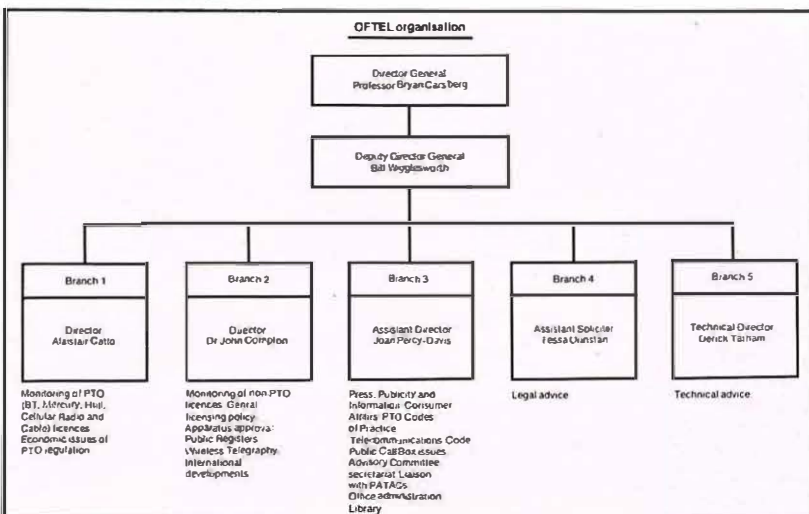 OFTEL organisation
Director General
Professor Bryan Carsberg
Deputy Director General
Bill Wigglesworth
Branch 1
Director
Alaistair Catto
Monitoring of PTO
(BT, Mercury, Hull,
Cellular Radio and
Cable) licences
Economic issues of
PTO regulation
Branch 2
Director
Dr John Compton
Monitoring of non PTO
licences General
licensing policy
Apparatus approval
Public Registers
Wireless Telegraphy
International
developments
Branch 3
Assistant Director
Joan Percy-Davis
Press, Publicity and
Information Consumer
Affairs PTO Codes
of Practice
Telecommunications Code
Public CallBox issues
Advisory Committee
secretariat Liaison
with PATACs
Office administration
Library
Branch 4
Assistant Solicitor
Tessa Dunstan
Legal advice
Branch 5
Technical Director
Derick Tatham
Technical advice